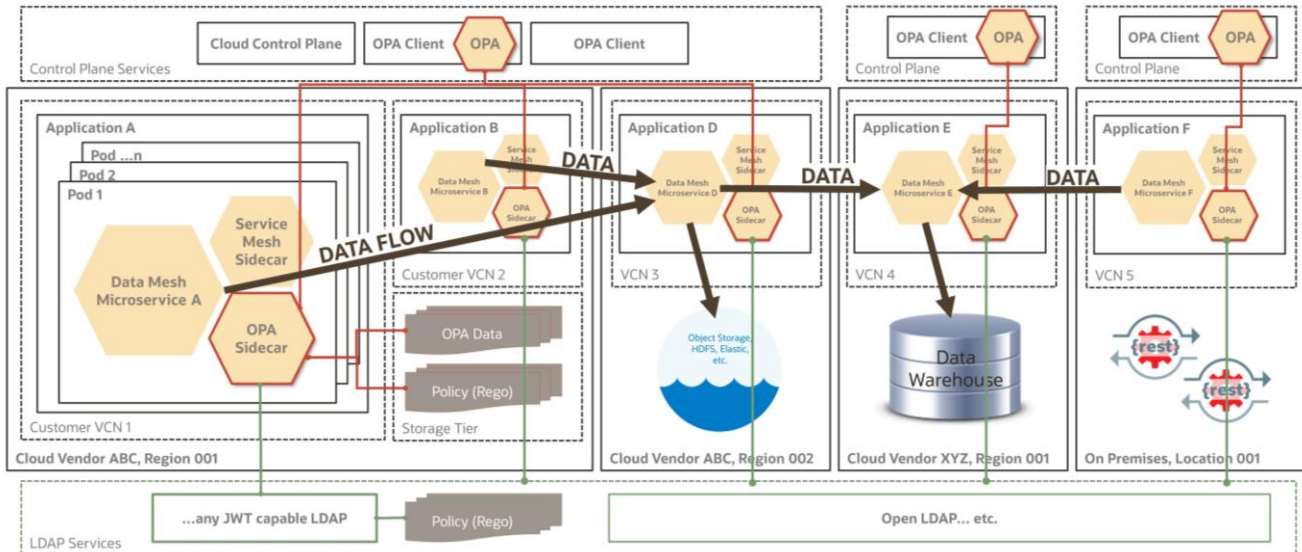 Cloud Control Plane
OPA Client
OPA
OPA Client
Control Plane Services
OPA Client
OPA
Control Plane
OPA Client
OPA
Control Plane
Application A
Pod ...n
Pod 2
Pod 1
Service
Mesh
Sidecar
Data Mesh
Microservice A
OPA
Sidecar
Customer VCN 1
DATA FLOW
Application B
Service
Mesh
Sidecar
Data Mesh
Microservice B
OPA
Sidecar
Customer VCN 2
DATA
OPA Data
Policy (Rego)
Storage Tier
Cloud Vendor ABC, Region 001
Application D
Service
Mesh
Sidecar
Data Mesh
Microservice D
OPA
Sidecar
VCN 3
DATA
Object Storage,
HDFS, Elastic,
etc.
Cloud Vendor ABC, Region 002
Application E
Service
Mesh
Sidecar
Data Mesh
Microservice E
OPA
Sidecar
VCN 4
DATA
Data
Warehouse
Cloud Vendor XYZ, Region 001
Application F
Service
Mesh
Sidecar
Data Mesh
Microservice F
OPA
Sidecar
VCN 5
{rest}
{rest}
On Premises, Location 001
...any JWT capable LDAP
Policy (Rego)
Open LDAP... etc.
LDAP Services